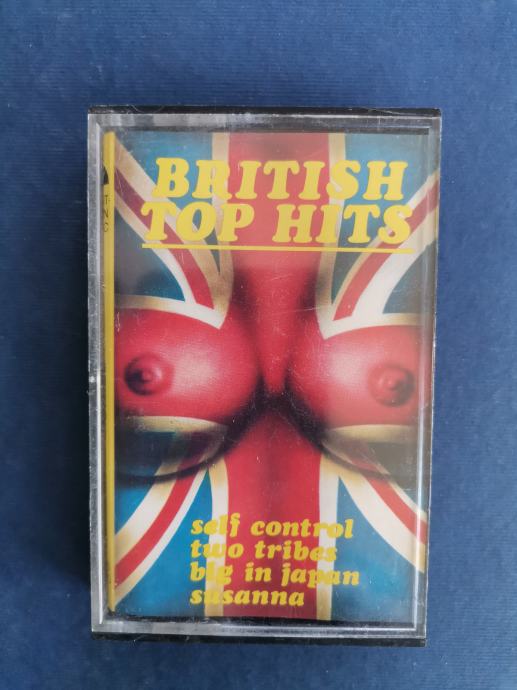 BRITISH
TOP HITS
self control
two tribes
big in japan
susanna